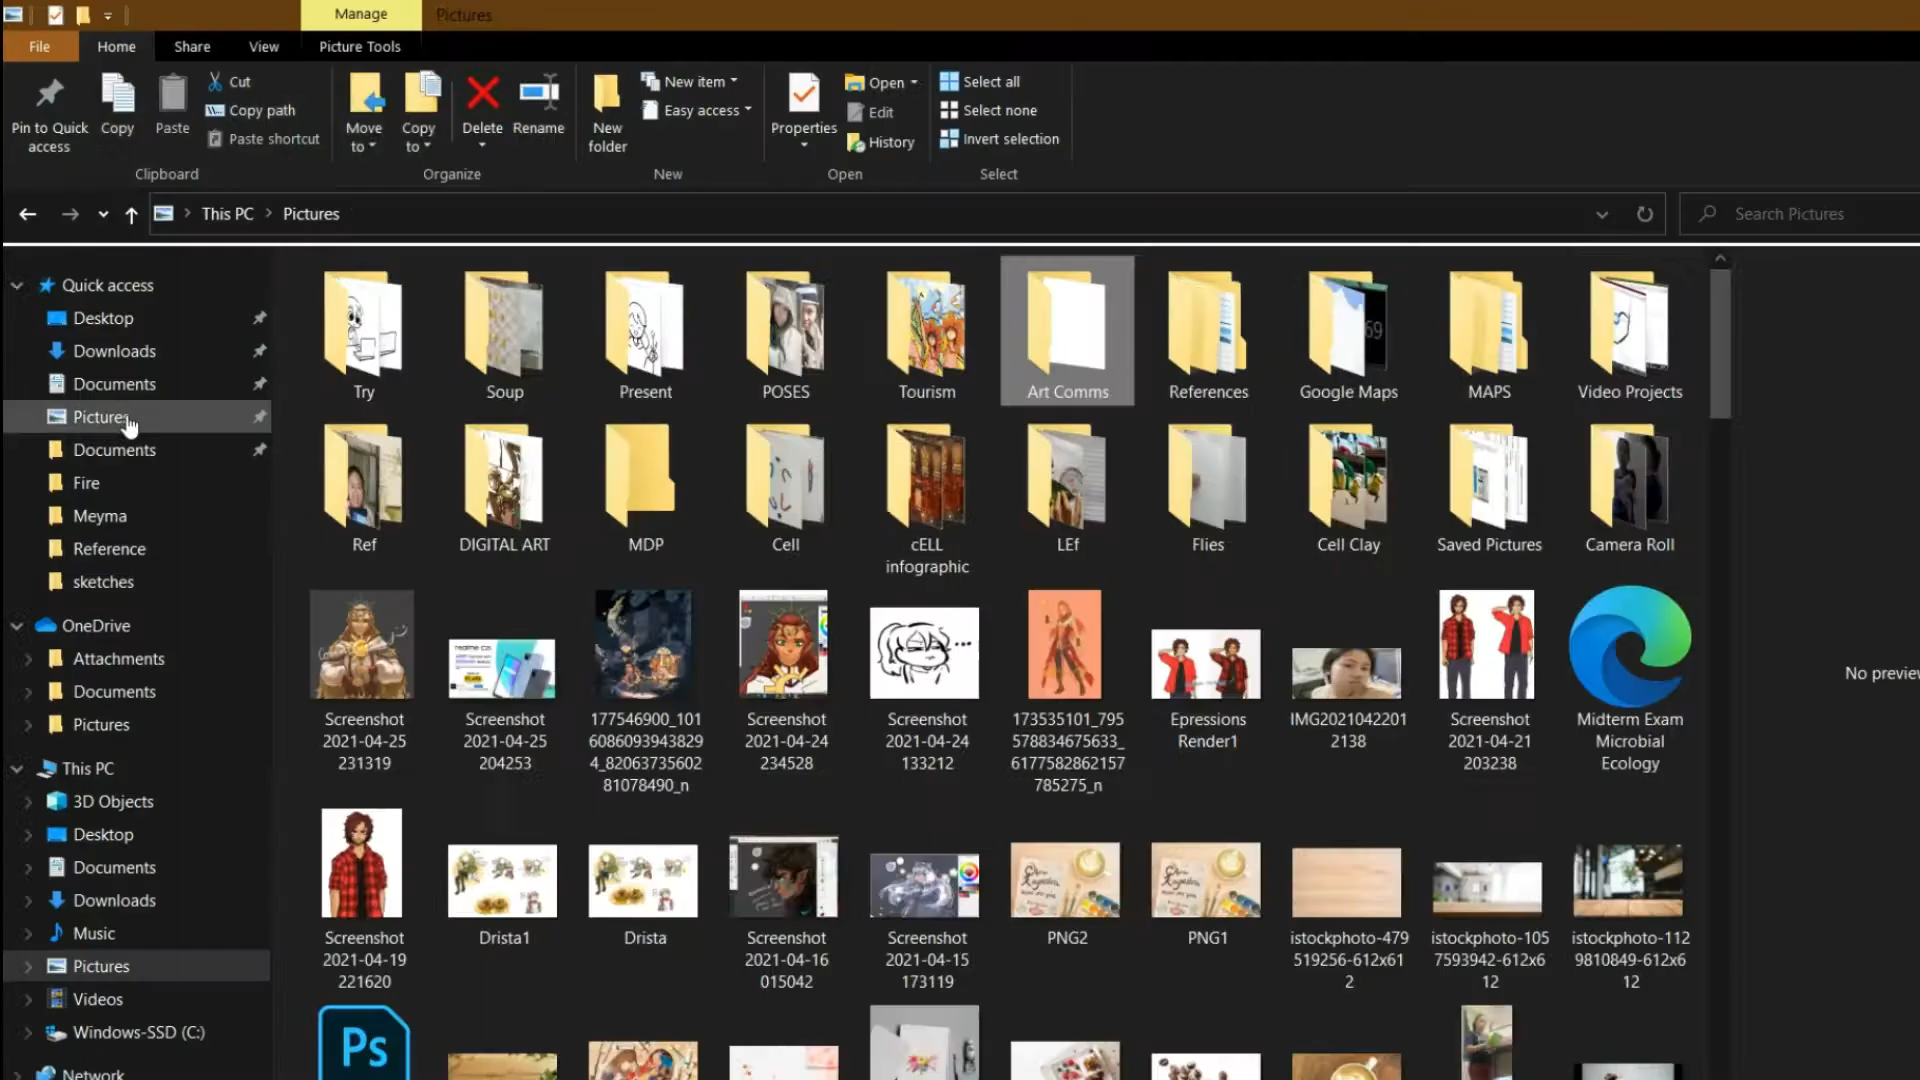 Manage
Pictures
File
Home
Share
View
Picture Tools
Pin to Quick
access
Copy
Paste
Cut
Copy path
Paste shortcut
Move
to
Copy
to
Delete
Rename
New
folder
New item
Easy access
Properties
Open
Edit
History
Select all
Select none
Invert selection
Clipboard
Organize
New
Open
Select
This PC
Pictures
Search Pictures
Quick access
Desktop
Downloads
Documents
Pictures
Documents
Fire
Meyma
Reference
sketches
OneDrive
Attachments
Documents
Pictures
This PC
3D Objects
Desktop
Documents
Downloads
Music
Pictures
Videos
Windows-SSD (C:)
Network
Try
Soup
Present
POSES
Tourism
Art Comms
References
Google Maps
MAPS
Video Projects
Ref
DIGITAL ART
MDP
Cell
cELL
infographic
LEf
Flies
Cell Clay
Saved Pictures
Camera Roll
Screenshot
2021-04-25
231319
Screenshot
2021-04-25
204253
177546900_101
6086093943829
4_82063735602
81078490_n
Screenshot
2021-04-24
234528
Screenshot
2021-04-24
133212
173535101_795
578834675633_
6177582862157
785275_n
Epressions
Render1
IMG2021042201
2138
Screenshot
2021-04-21
203238
Midterm Exam
Microbial
Ecology
No preview
Screenshot
2021-04-19
221620
Drista1
Drista
Screenshot
2021-04-16
015042
Screenshot
2021-04-15
173119
PNG2
PNG1
istockphoto-479
519256-612x61
2
istockphoto-105
7593942-612x6
12
istockphoto-112
9810849-612x6
12
Ps